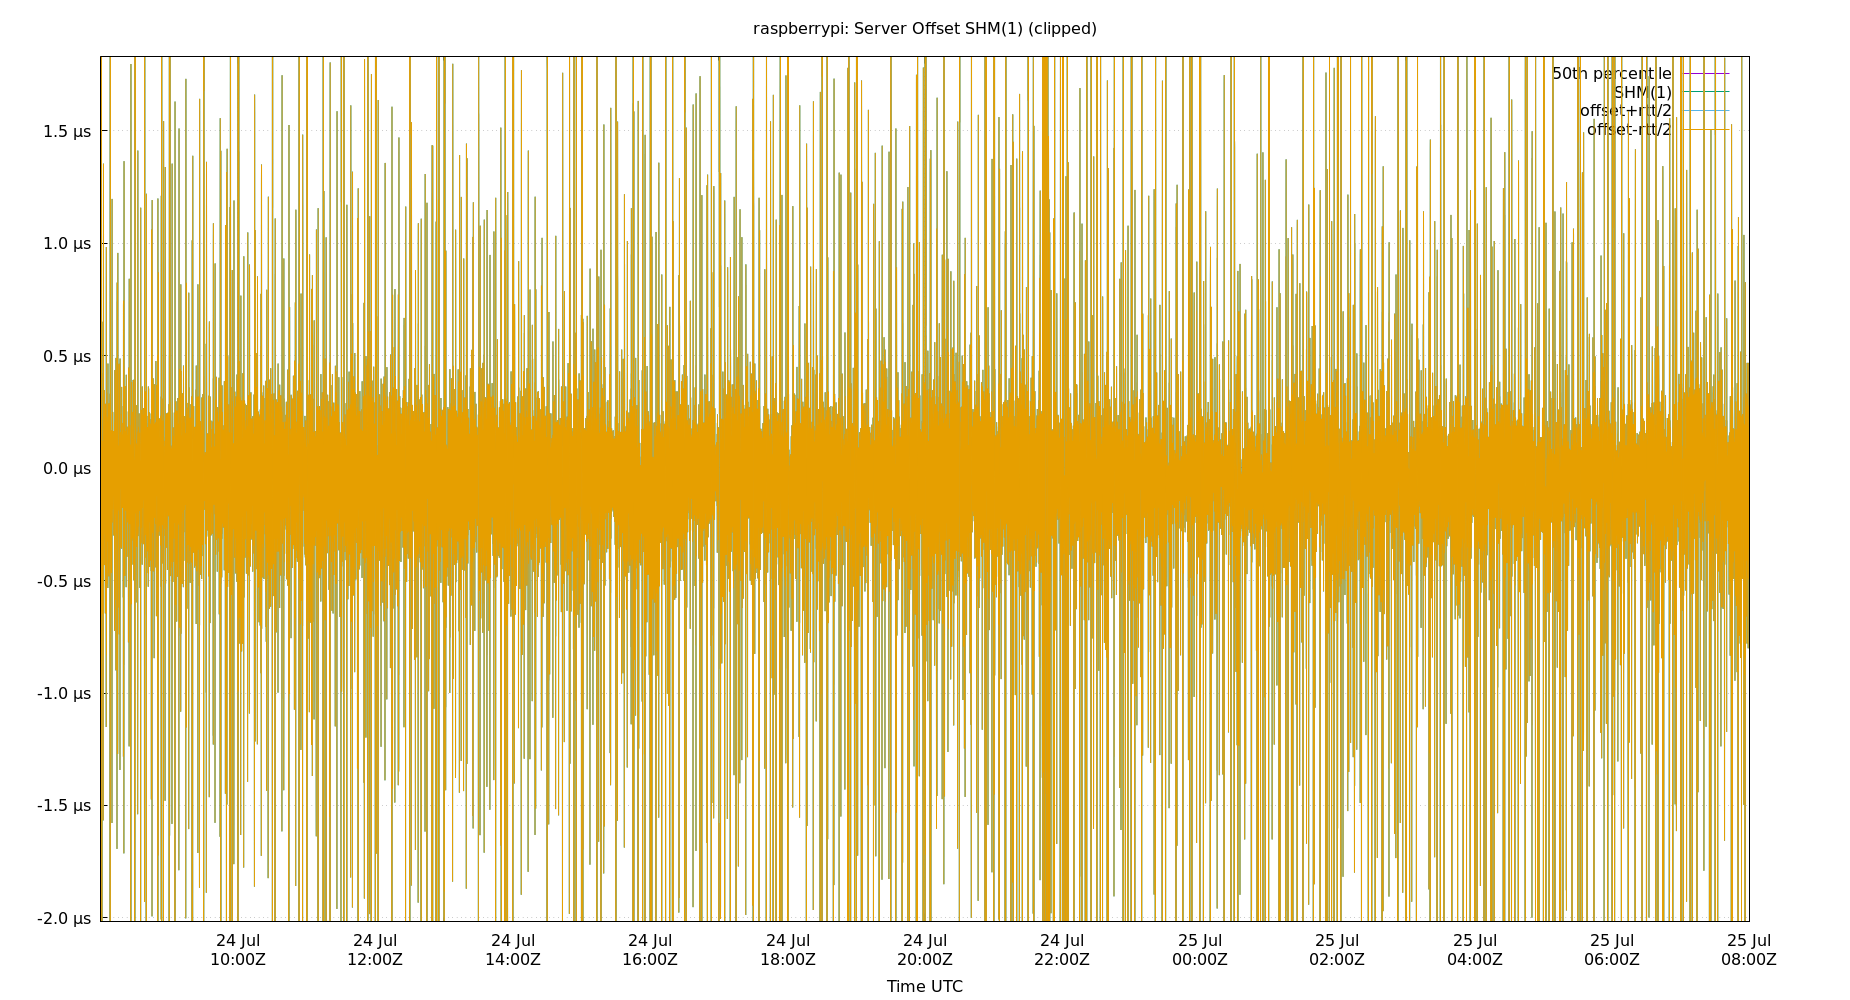 raspberrypi: Server Offset SHM(1) (clipped)
50th percentile
SHM(1)
offset+rtt/2
offset-rtt/2
1.5 µs
1.0 µs
0.5 µs
0.0 µs
-0.5 µs
-1.0 µs
-1.5 µs
-2.0 µs
24 Jul 24 Jul 24 Jul 24 Jul 24 Jul 24 Jul 24 Jul 25 Jul 25 Jul 25 Jul 25 Jul 25 Jul
10:00Z 12:00Z 14:00Z 16:00Z 18:00Z 20:00Z 22:00Z 00:00Z 02:00Z 04:00Z 06:00Z 08:00Z
Time UTC